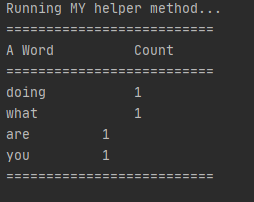 Running MY helper method...
==========================
A Word          Count
==========================
doing           1
what            1
are         1
you         1
==========================